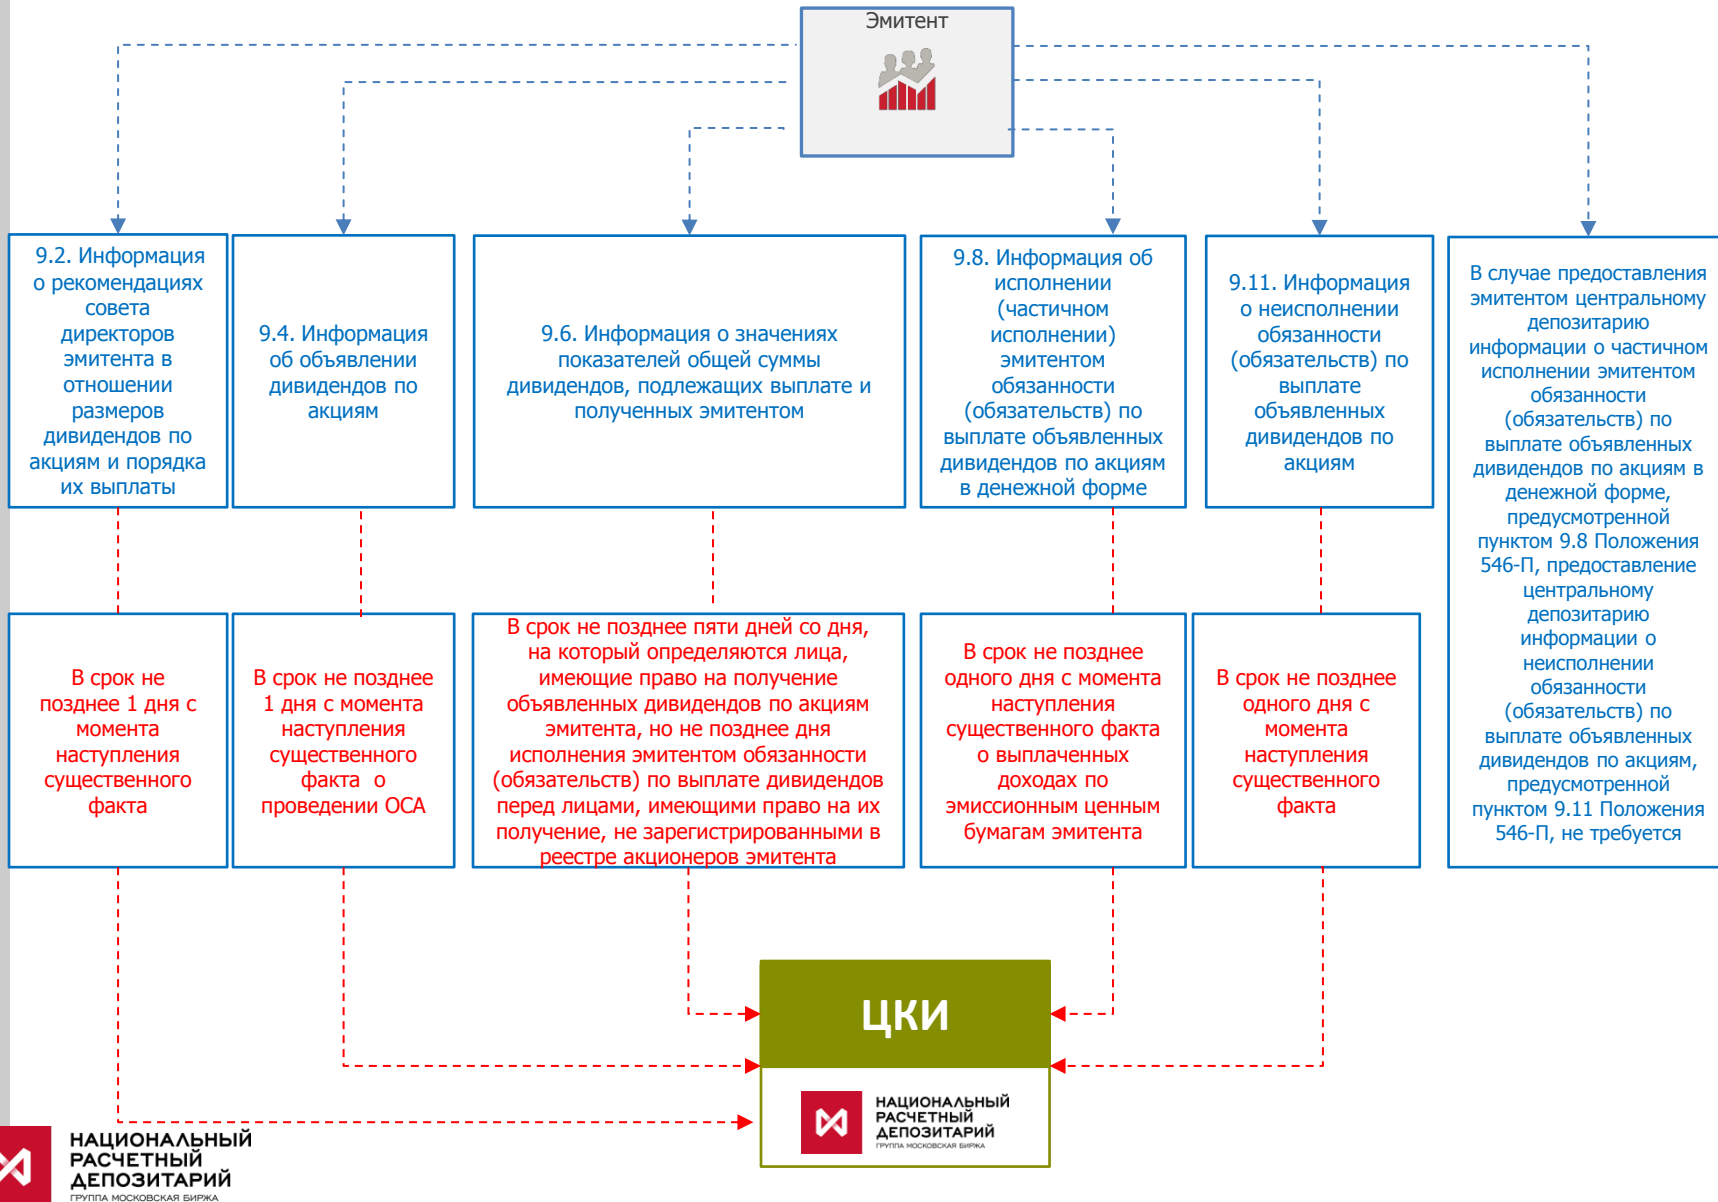 Эмитент
9.2. Информация
о рекомендациях
совета
директоров
эмитента в
отношении
размеров
дивидендов по
акциям и порядка
их выплаты
9.4. Информация
об объявлении
дивидендов по
акциям
9.6. Информация о значениях
показателей общей суммы
дивидендов, подлежащих выплате и
полученных эмитентом
9.8. Информация об
исполнении
(частичном
исполнении)
эмитентом
обязанности
(обязательств) по
выплате объявленных
дивидендов по акциям
в денежной форме
9.11. Информация
о неисполнении
обязанности
(обязательств) по
выплате
объявленных
дивидендов по
акциям
В случае предоставления
эмитентом центральному
депозитарию
информации о частичном
исполнении эмитентом
обязанности
(обязательств) по
выплате объявленных
дивидендов по акциям в
денежной форме,
предусмотренной
пунктом 9.8 Положения
546-П, предоставление
центральному
депозитарию
информации о
неисполнении
обязанности
(обязательств) по
выплате объявленных
дивидендов по акциям,
предусмотренной
пунктом 9.11 Положения
546-П, не требуется
В срок не
позднее 1 дня с
момента
наступления
существенного
факта
В срок не позднее
1 дня с момента
наступления
существенного
факта о
проведении ОСА
В срок не позднее пяти дней со дня,
на который определяются лица,
имеющие право на получение
объявленных дивидендов по акциям
эмитента, но не позднее дня
исполнения эмитентом обязанности
(обязательств) по выплате дивидендов
перед лицами, имеющими право на их
получение, не зарегистрированными в
реестре акционеров эмитента
В срок не позднее
одного дня с момента
наступления
существенного факта
о выплаченных
доходах по
эмиссионным ценным
бумагам эмитента
В срок не позднее
одного дня с
момента
наступления
существенного
факта
ЦКИ
НАЦИОНАЛЬНЫЙ
РАСЧЕТНЫЙ
ДЕПОЗИТАРИЙ
ГРУППА МОСКОВСКАЯ БИРЖА
НАЦИОНАЛЬНЫЙ
РАСЧЕТНЫЙ
ДЕПОЗИТАРИЙ
ГРУППА МОСКОВСКАЯ БИРЖА